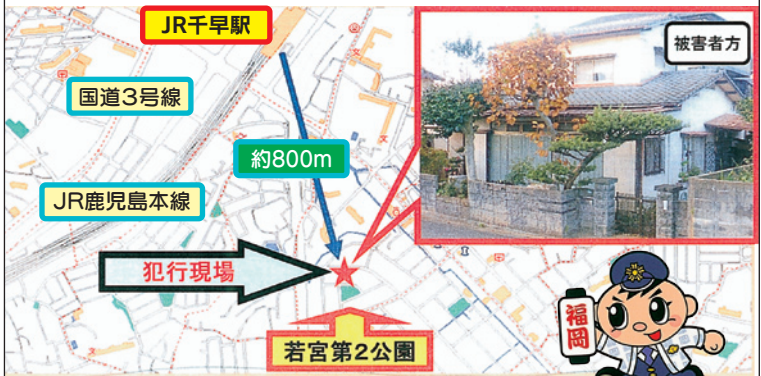 JR千早駅
被害者方
国道3号線
約800m
JR鹿児島本線
犯行現場
福岡
若宮第2公園